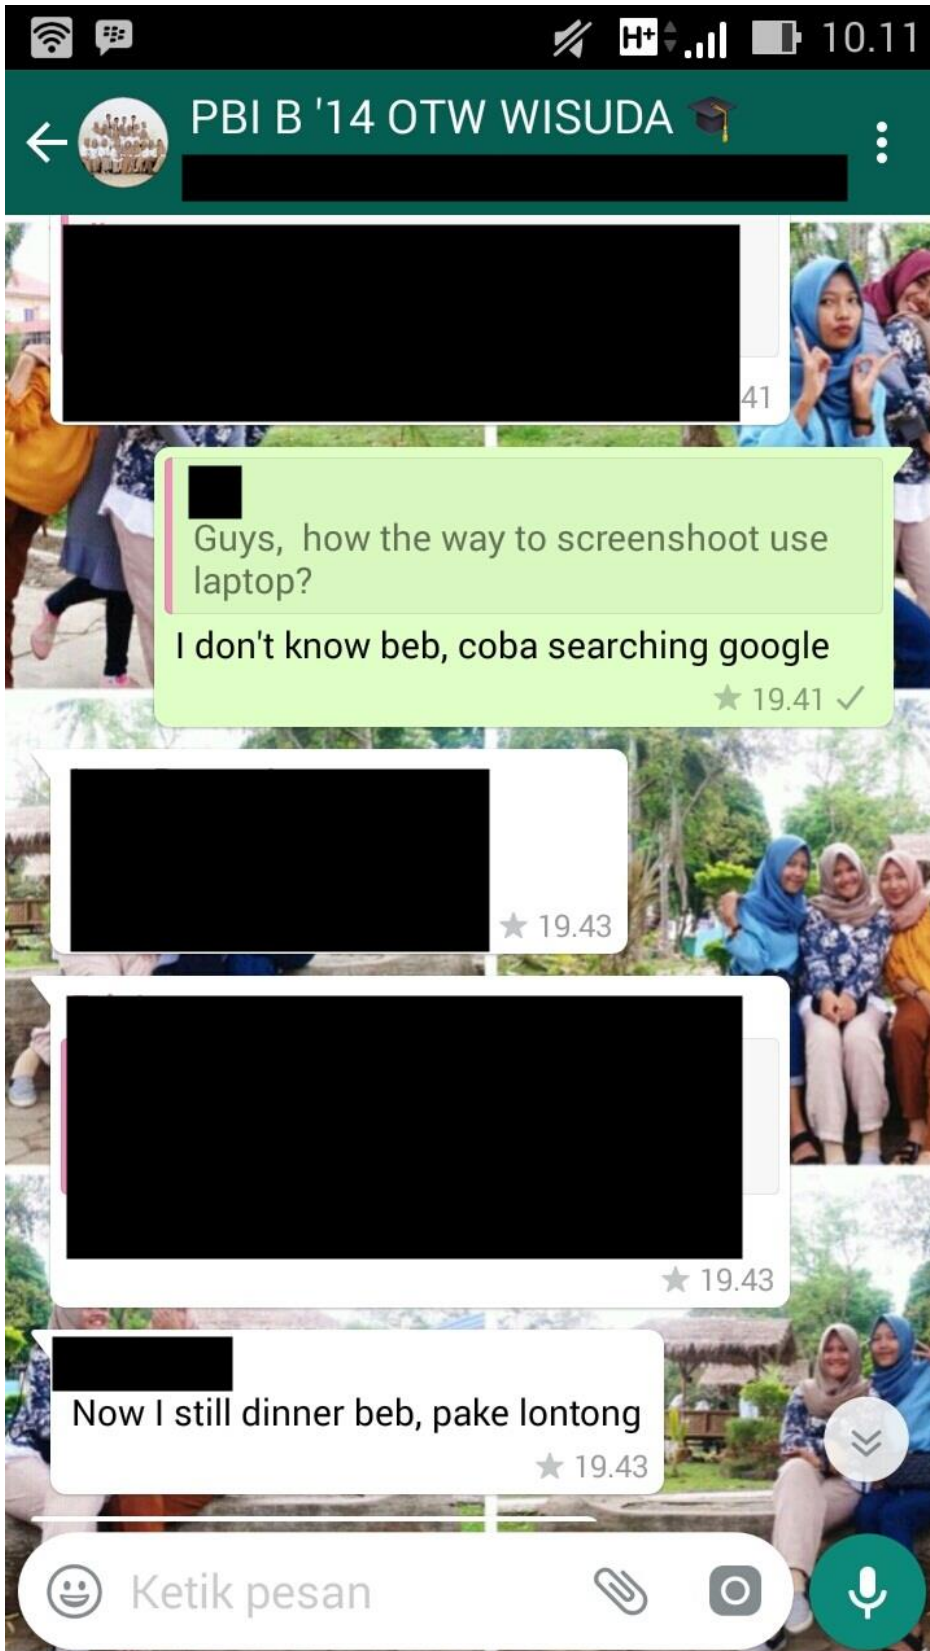 H+ 10.11
PBI B '14 OTW WISUDA
41
Guys, how the way to screenshoot use
laptop?
I don't know beb, coba searching google
19.41
19.43
19.43
Now I still dinner beb, pake lontong
19.43
Ketik pesan